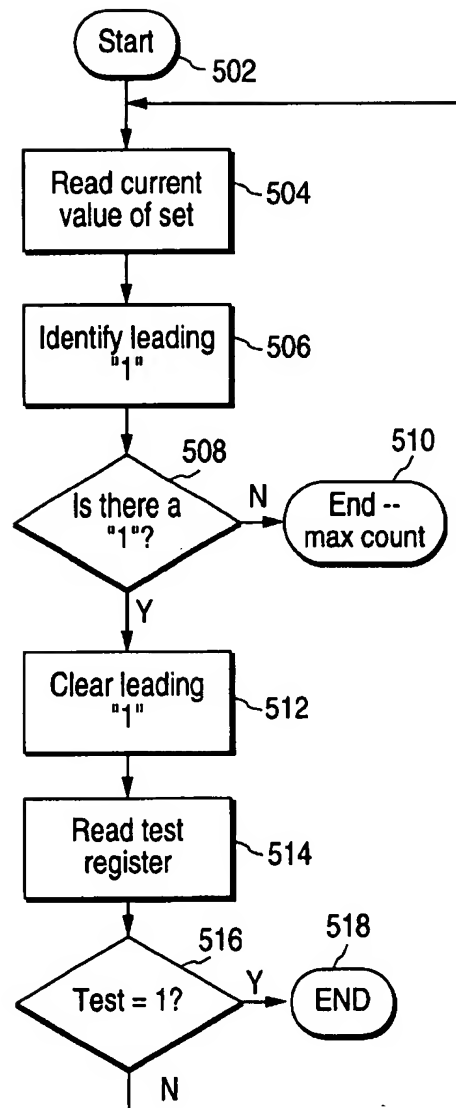 Start
502
Read current
value of set
504
Identify leading
"1"
506
508
Is there a
"1"?
N
510
End --
max count
Y
Clear leading
"1"
512
Read test
register
514
516
Test = 1?
Y
518
END
N